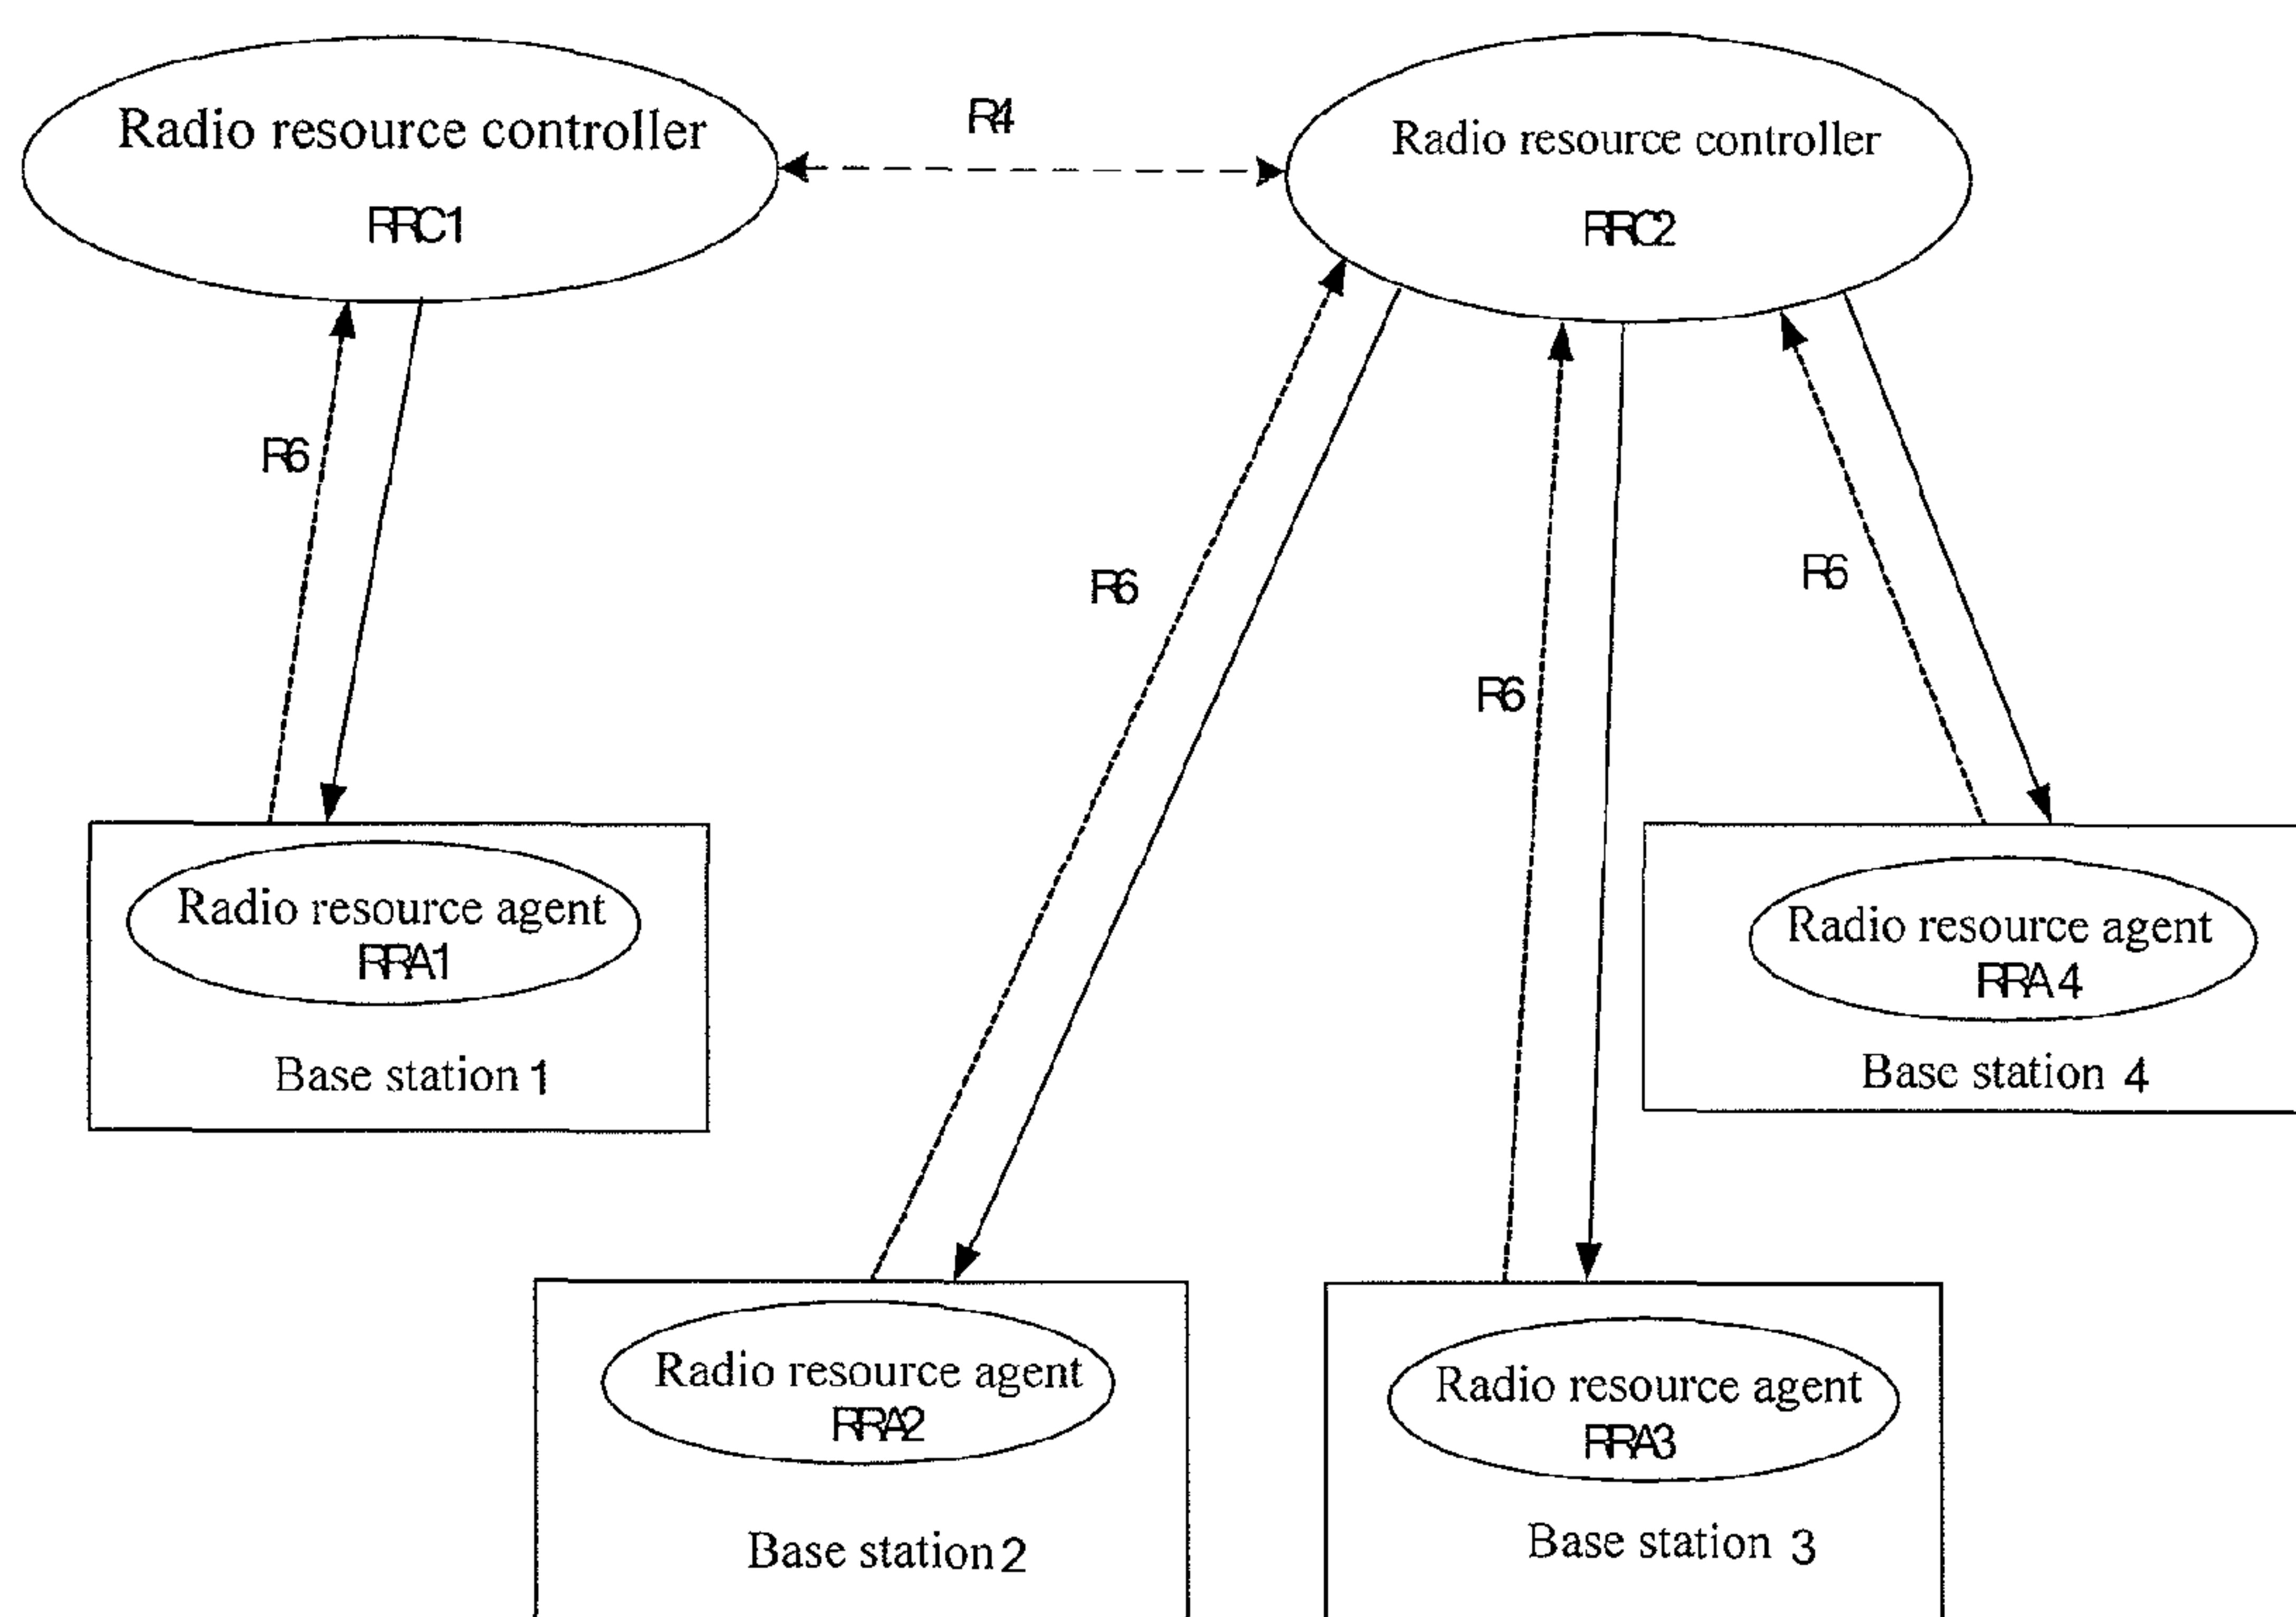 Radio resource controller
RRC1
R4
Radio resource controller
RRC2
R6
R6
R6
R6
Radio resource agent
RRA1
Base station 1
Radio resource agent
RRA 4
Base station 4
Radio resource agent
RRA2
Base station 2
Radio resource agent
RRA3
Base station 3